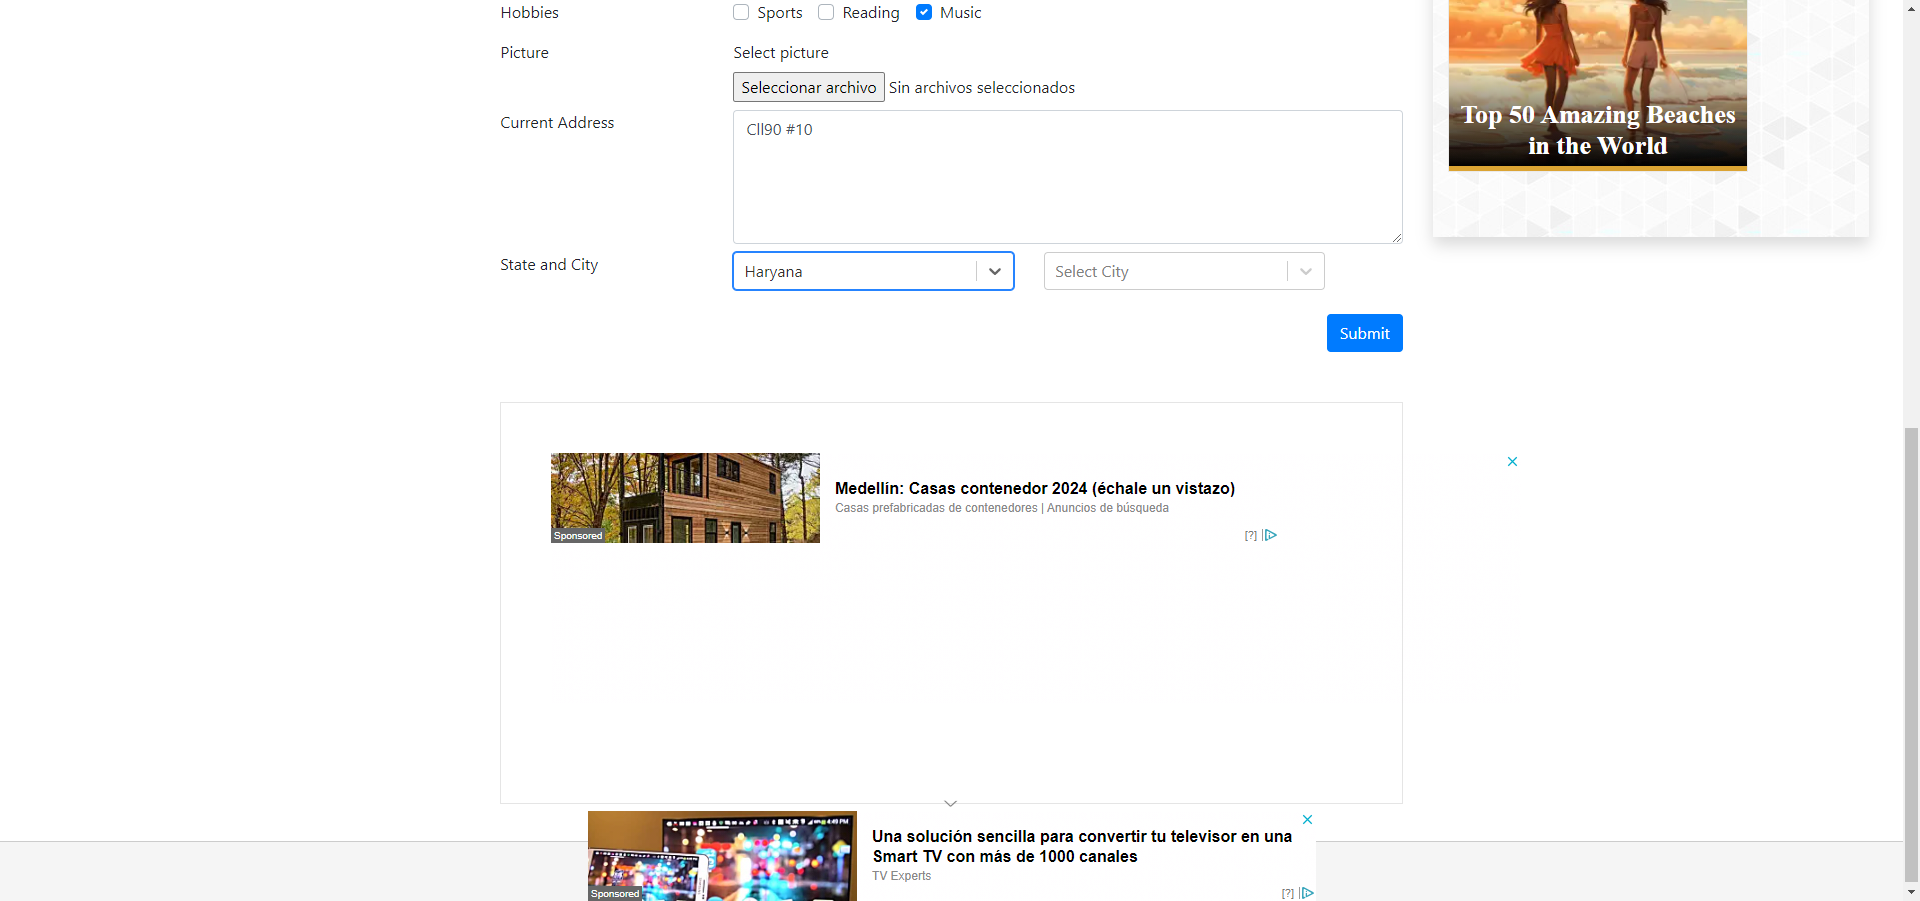 Hobbies
Sports Reading Music
Picture
Select picture
Seleccionar archivo Sin archivos seleccionados
Current Address
Cll90 #10
State and City
Haryana
Select City
Submit
Top 50 Amazing Beaches
in the World
Medellín: Casas contenedor 2024 (échale un vistazo)
Casas prefabricadas de contenedores | Anuncios de búsqueda
Sponsored
[?]
Una solución sencilla para convertir tu televisor en una
Smart TV con más de 1000 canales
TV Experts
Sponsored
[?]